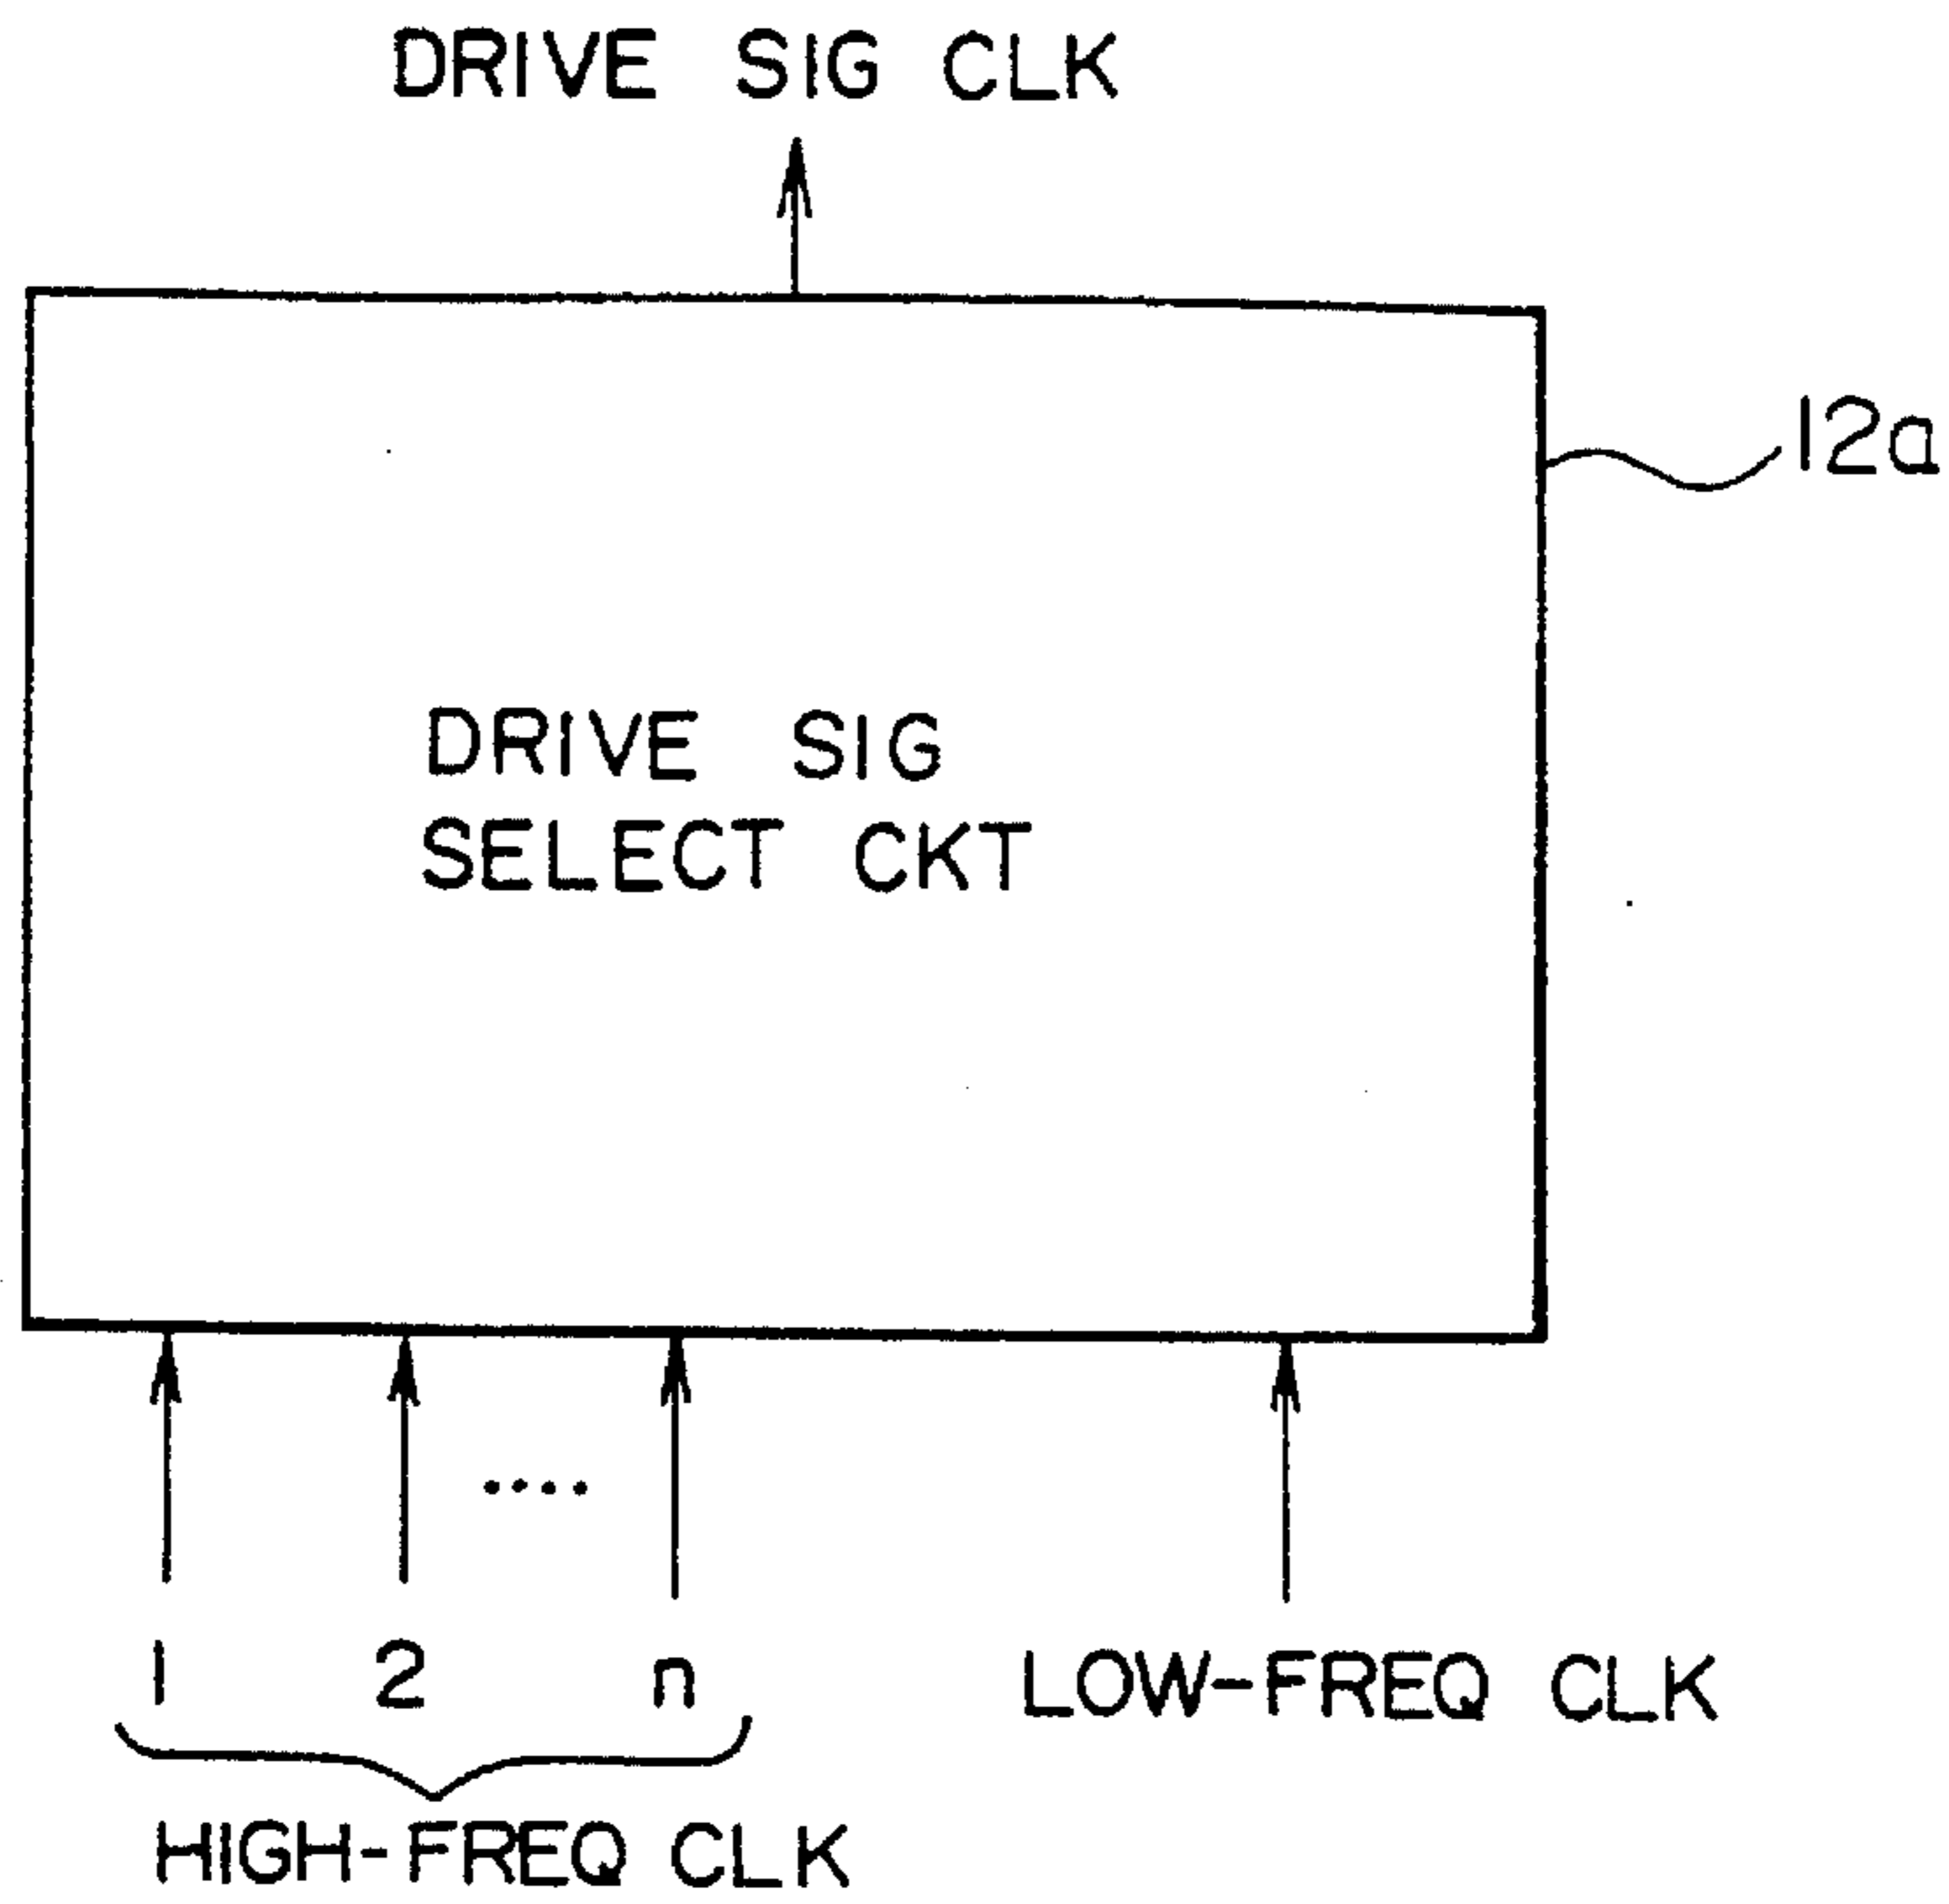 DRIVE SIG CLK
12a
DRIVE SIG
SELECT CKT
....
1 2 n
LOW-FREQ CLK
HIGH-FREQ CLK